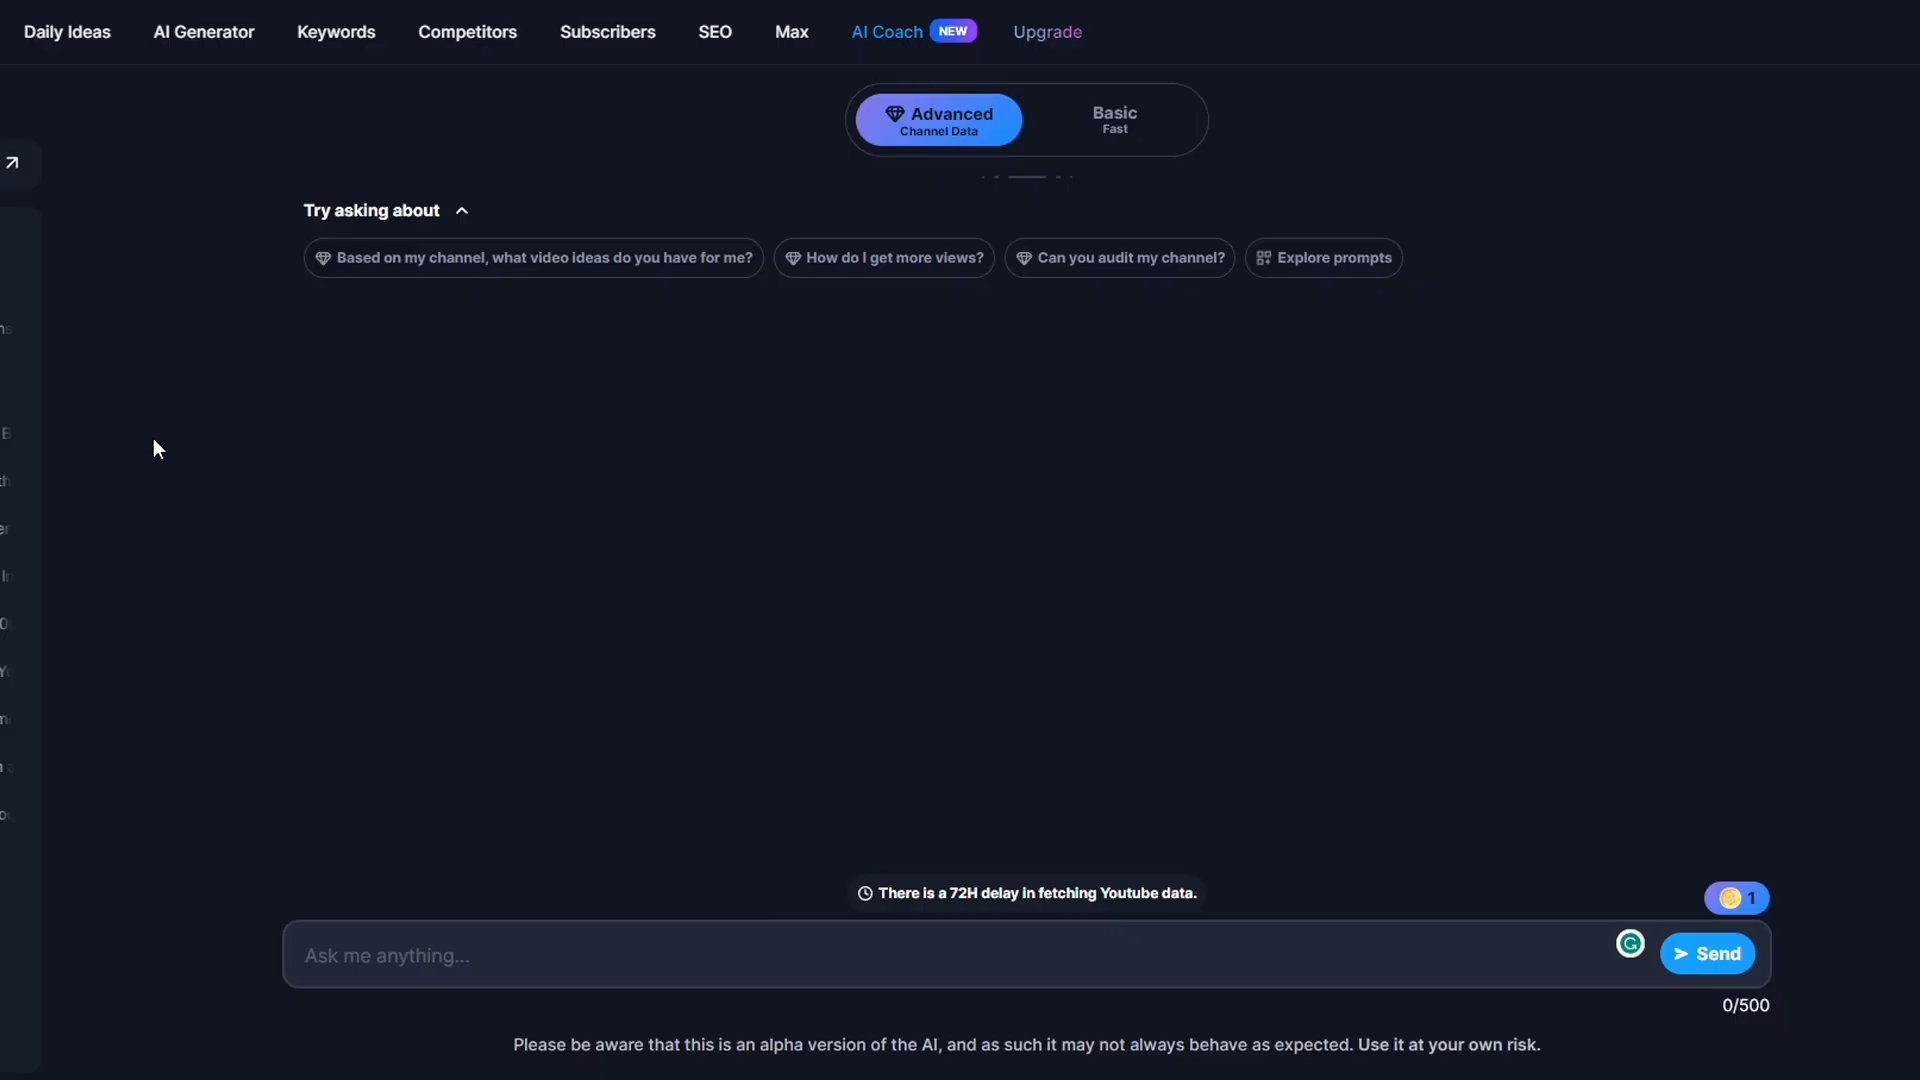 Daily Ideas AI Generator Keywords Competitors Subscribers SEO Max AI Coach NEW Upgrade
Advanced
Channel Data
Basic
Fast
Try asking about
Based on my channel, what video ideas do you have for me? How do I get more views? Can you audit my channel? Explore prompts
There is a 72H delay in fetching Youtube data.
1
Ask me anything...
Send
0/500
Please be aware that this is an alpha version of the AI, and as such it may not always behave as expected. Use it at your own risk.